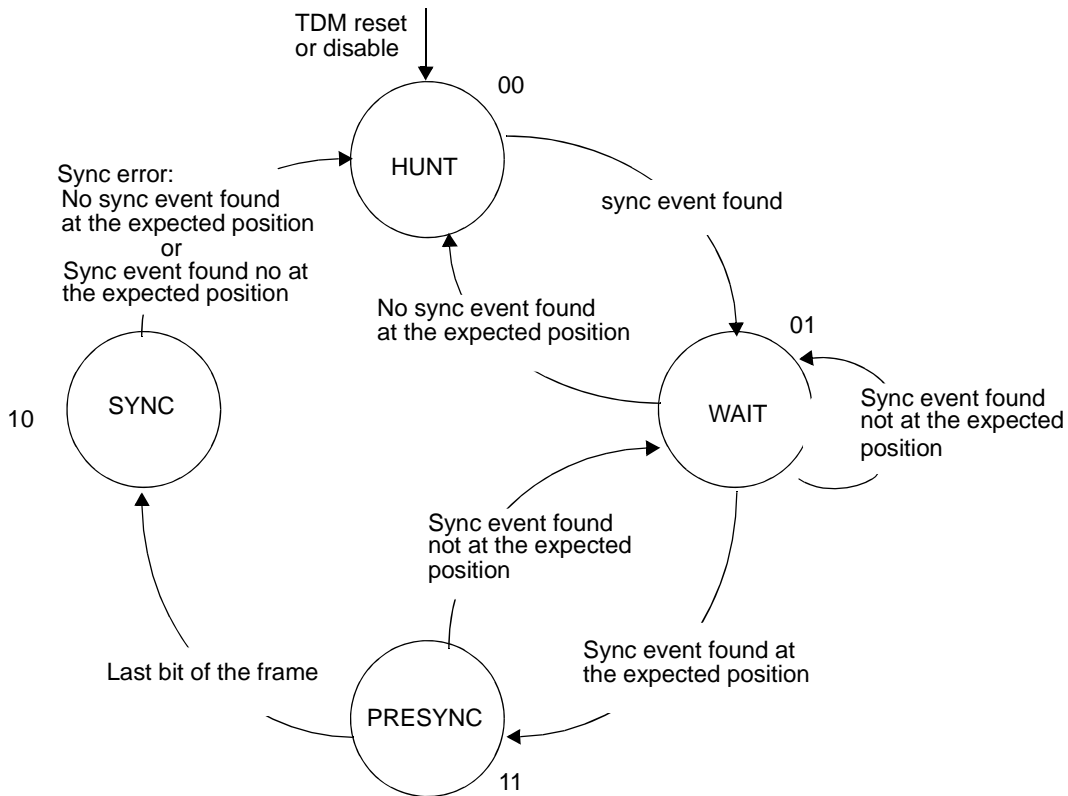 TDM reset
or disable
00
HUNT
Sync error:
No sync event found
at the expected position
or
Sync event found no at
the expected position
sync event found
No sync event found
at the expected position
01
SYNC
10
WAIT
Sync event found
not at the expected
position
Sync event found
not at the expected
position
Last bit of the frame
Sync event found at
the expected position
PRESYNC
11